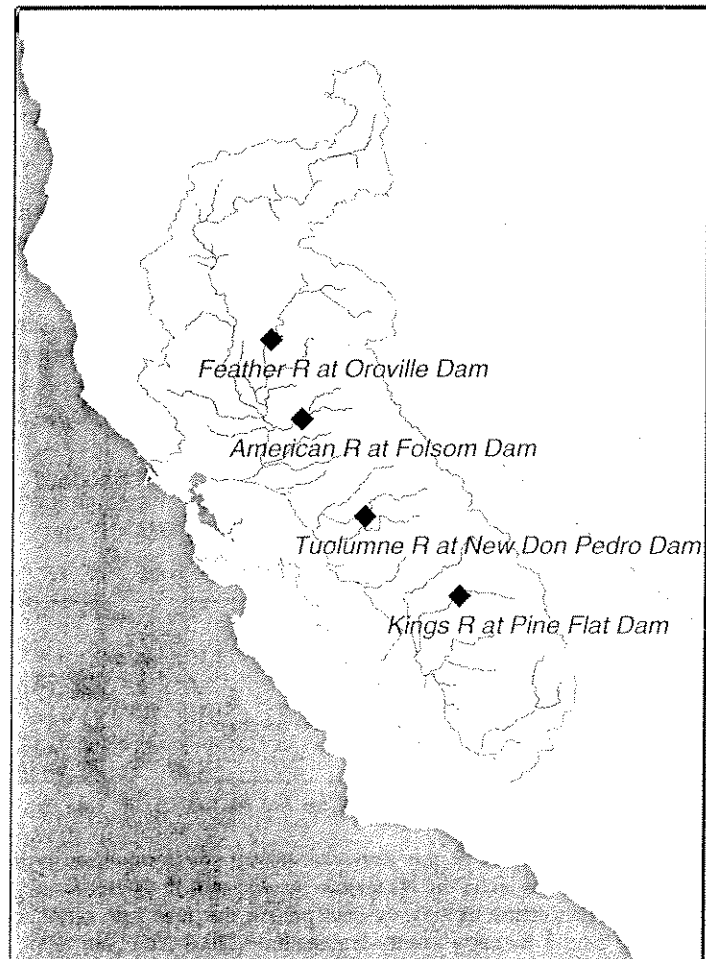 Feather R at Oroville Dam
American R at Folsom Dam
Tuolumne R at New Don Pedro Dam
Kings R at Pine Flat Dam